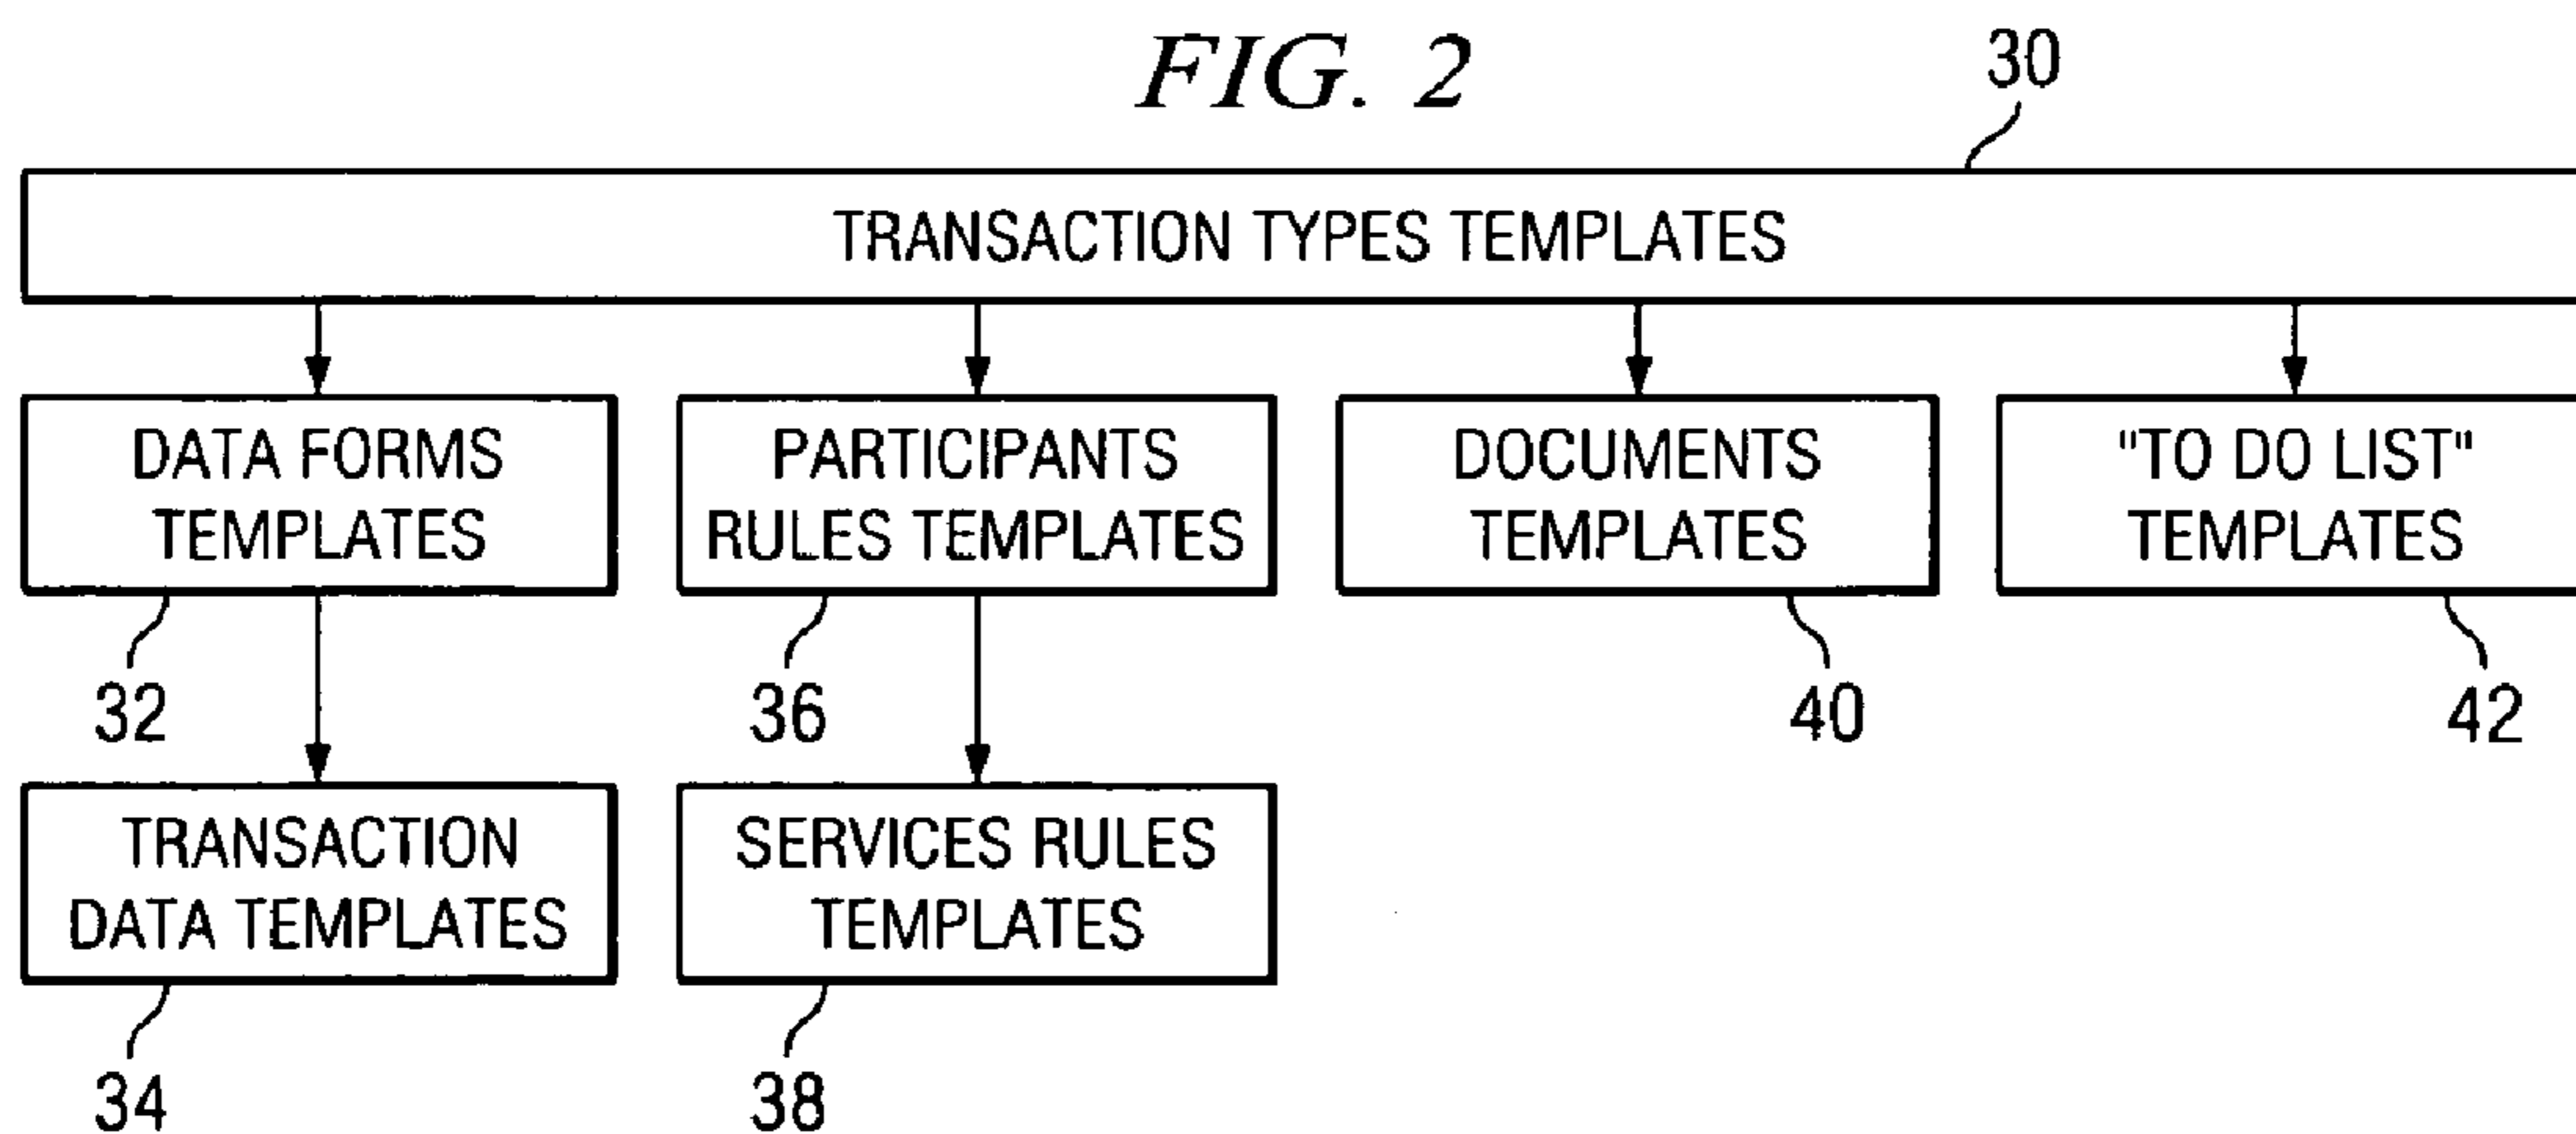 FIG. 2
30
TRANSACTION TYPES TEMPLATES
DATA FORMS
TEMPLATES
32
PARTICIPANTS
RULES TEMPLATES
36
DOCUMENTS
TEMPLATES
40
"TO DO LIST"
TEMPLATES
42
TRANSACTION
DATA TEMPLATES
34
SERVICES RULES
TEMPLATES
38